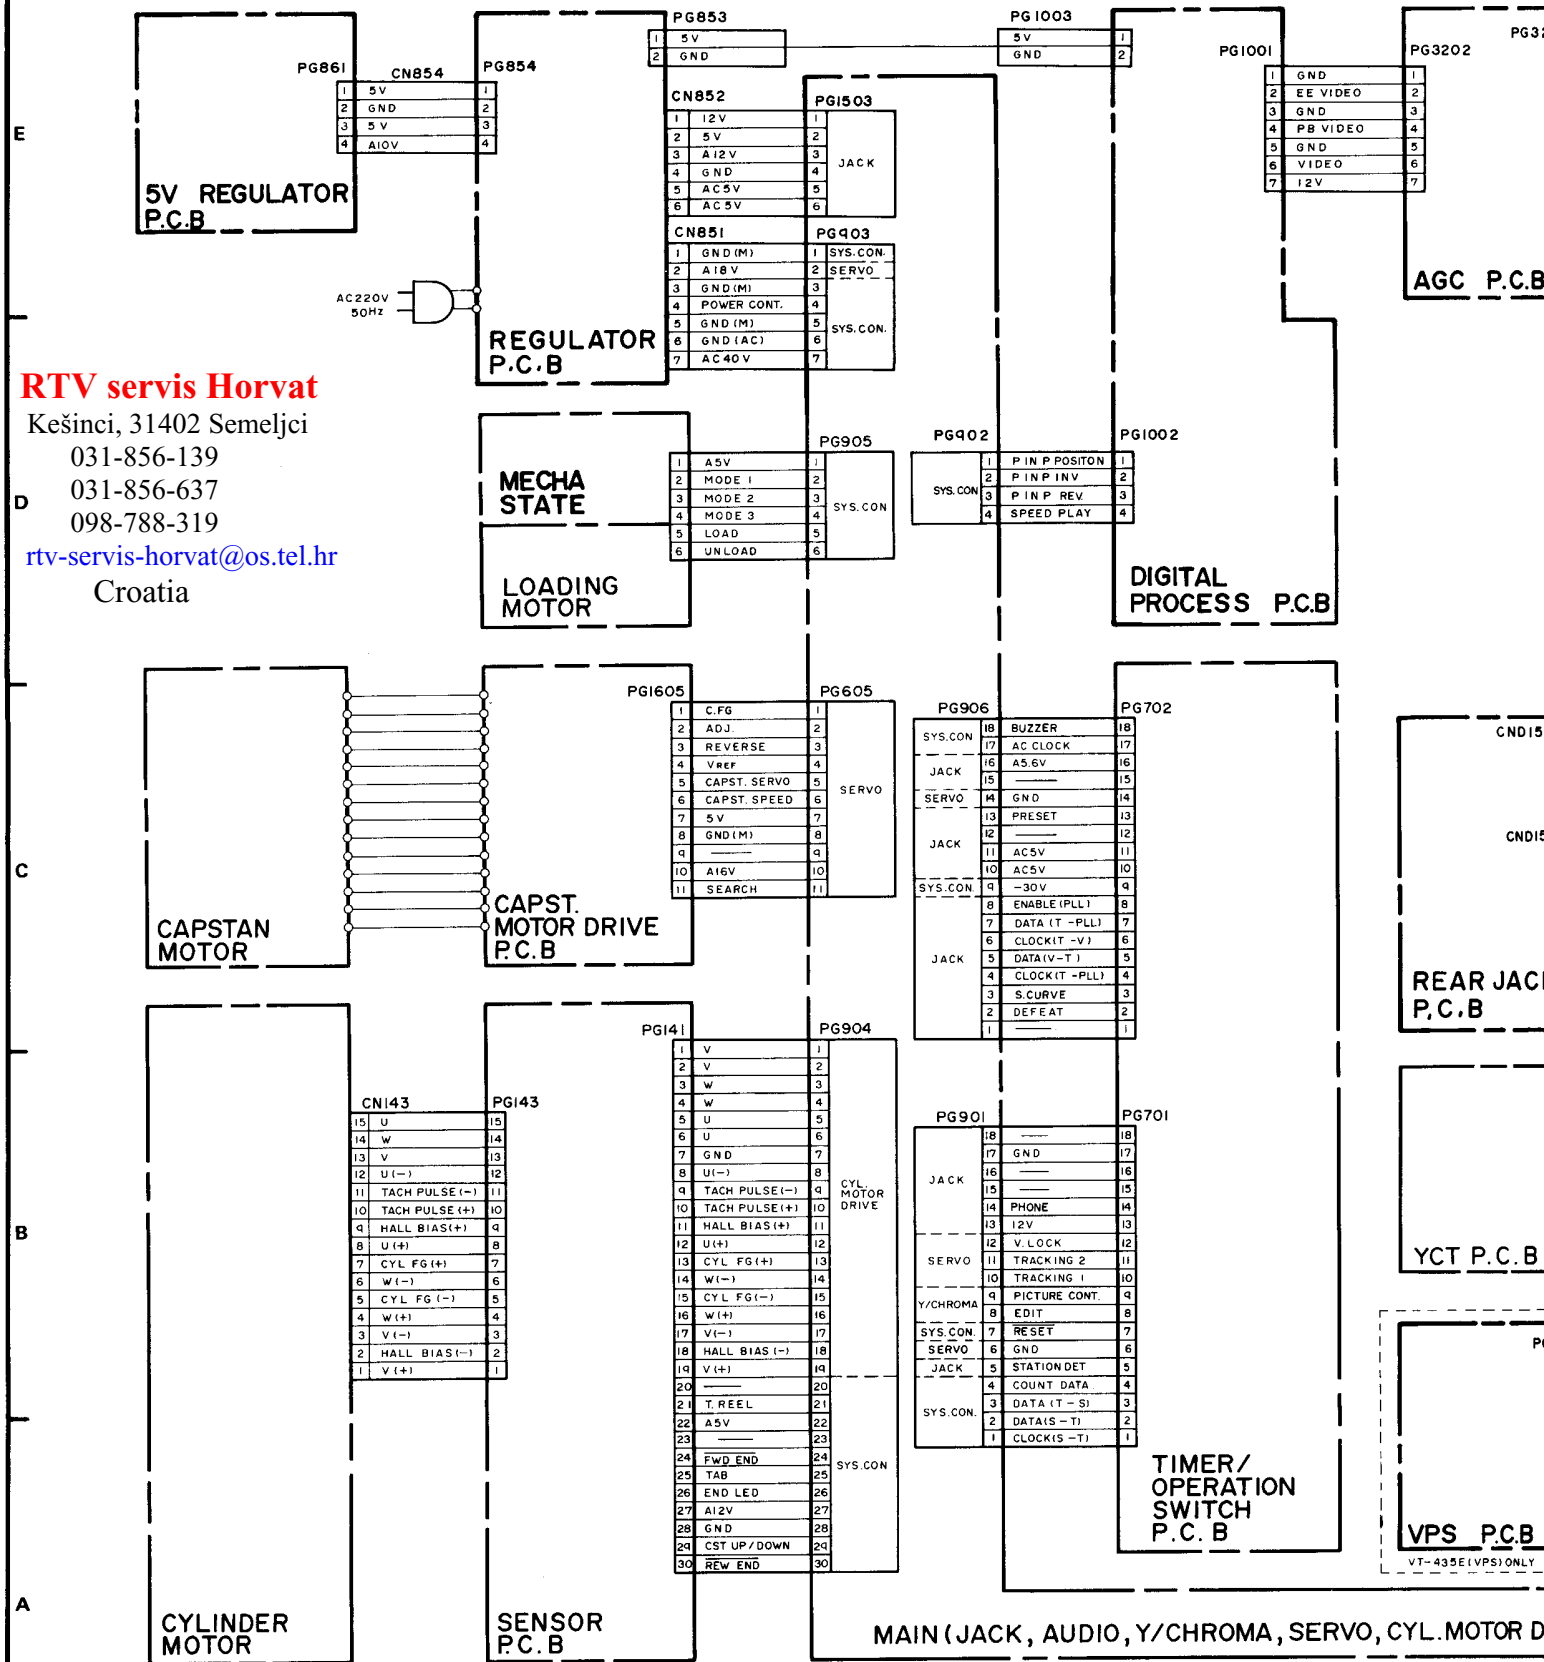 PG853
1 5V
2 GND
PG1003
5V 1
GND 2
PG861
CN854
PG854
1 5V 1
2 GND 2
3 5V 3
4 A10V 4
5V REGULATOR
P.C.B
CN852
PG1503
1 12V 1
2 5V 2
3 A12V 3
4 GND 4
5 AC5V 5
6 AC5V 6
JACK
CN851
PG903
1 GND(M) 1 SYS.CON.
2 A18V 2 SERVO
3 GND(M) 3
4 POWER CONT. 4
5 GND(M) 5
6 GND(AC) 6
7 AC40V 7
SYS.CON.
AC220V
50Hz
REGULATOR
P.C.B
PG1001
PG3202
1 GND 1
2 EE VIDEO 2
3 GND 3
4 PB VIDEO 4
5 GND 5
6 VIDEO 6
7 12V 7
AGC P.C.B
E
RTV servis Horvat
Kešinci, 31402 Semeljci
031-856-139
031-856-637
098-788-319
rtv-servis-horvat@os.tel.hr
Croatia
D
MECHA
STATE
LOADING
MOTOR
PG905
1 A5V 1
2 MODE 1 2
3 MODE 2 3
4 MODE 3 4
5 LOAD 5
6 UNLOAD 6
SYS.CON
PG902
PG1002
SYS.CON
1 P IN P POSITON 1
2 P IN P INV 2
3 P IN P REV. 3
4 SPEED PLAY 4
DIGITAL
PROCESS P.C.B
C
CAPSTAN
MOTOR
CAPST.
MOTOR DRIVE
P.C.B
PG1605
PG605
1 C.FG 1
2 ADJ. 2
3 REVERSE 3
4 VREF 4
5 CAPST. SERVO 5
6 CAPST. SPEED 6
7 5V 7
8 GND(M) 8
9 — 9
10 A16V 10
11 SEARCH 11
SERVO
PG906
PG702
SYS.CON
18 BUZZER 18
17 AC CLOCK 17
JACK
16 A5.6V 16
15 — 15
SERVO 14 GND 14
JACK
13 PRESET 13
12 — 12
11 AC5V 11
10 AC5V 10
SYS.CON. 9 -30V 9
JACK
8 ENABLE(PLL) 8
7 DATA(T-PLL) 7
6 CLOCK(T-V) 6
5 DATA(V-T) 5
4 CLOCK(T-PLL) 4
3 S.CURVE 3
2 DEFEAT 2
1 — 1
REAR JAC
P.C.B
B
CN143
PG143
15 U 15
14 W 14
13 V 13
12 U(-) 12
11 TACH PULSE(-) 11
10 TACH PULSE(+) 10
9 HALL BIAS(+) 9
8 U(+) 8
7 CYL FG(+) 7
6 W(-) 6
5 CYL FG(-) 5
4 W(+) 4
3 V(-) 3
2 HALL BIAS(-) 2
1 V(+) 1
PG141
PG904
1 V 1
2 V 2
3 W 3
4 W 4
5 U 5
6 U 6
7 GND 7
8 U(-) 8
9 TACH PULSE(-) 9
10 TACH PULSE(+) 10
11 HALL BIAS(+) 11
12 U(+) 12
13 CYL FG(+) 13
14 W(-) 14
15 CYL FG(-) 15
16 W(+) 16
17 V(-) 17
18 HALL BIAS(-) 18
19 V(+) 19
20 — 20
21 T.REEL 21
22 A5V 22
23 — 23
24 FWD END 24
25 TAB 25
26 END LED 26
27 A12V 27
28 GND 28
29 CST UP/DOWN 29
30 REW END 30
CYL.
MOTOR
DRIVE
SYS.CON
PG901
PG701
JACK
18 — 18
17 GND 17
16 — 16
15 — 15
14 PHONE 14
13 12V 13
SERVO
12 V.LOCK 12
11 TRACKING 2 11
10 TRACKING 1 10
Y/CHROMA
9 PICTURE CONT. 9
8 EDIT 8
SYS.CON. 7 RESET 7
SERVO 6 GND 6
JACK 5 STATION DET 5
SYS.CON.
4 COUNT DATA 4
3 DATA(T-S) 3
2 DATA(S-T) 2
1 CLOCK(S-T) 1
TIMER/
OPERATION
SWITCH
P.C.B
YCT P.C.B
VPS P.C.B
VT-435E(VPS)ONLY
A
CYLINDER
MOTOR
SENSOR
P.C.B
MAIN(JACK, AUDIO, Y/CHROMA, SERVO, CYL.MOTOR D